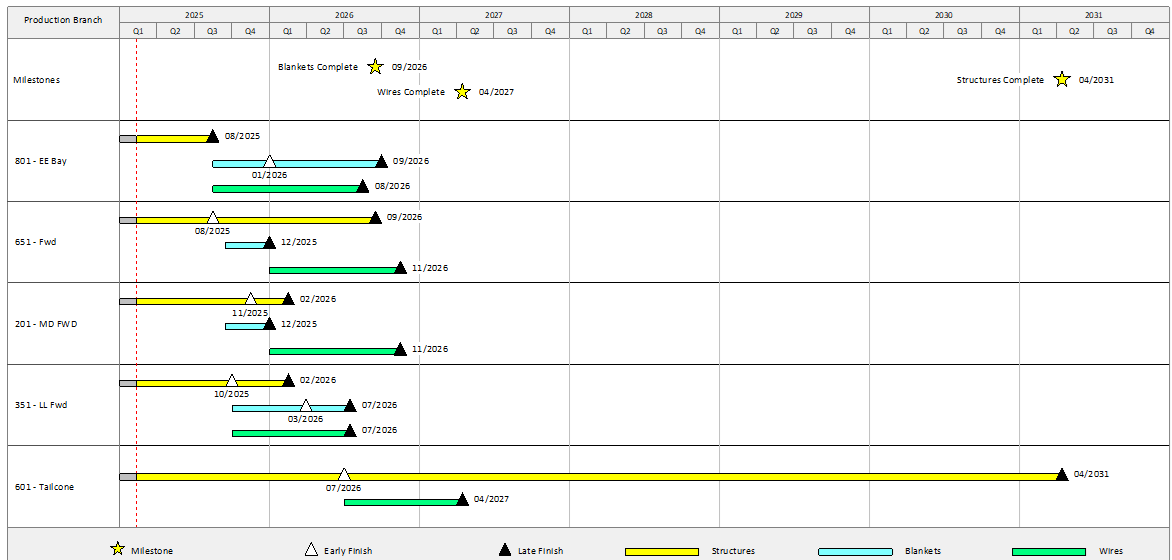 Production Branch
2025 2026 2027 2028 2029 2030 2031
Q1 Q2 Q3 Q4 Q1 Q2 Q3 Q4 Q1 Q2 Q3 Q4 Q1 Q2 Q3 Q4 Q1 Q2 Q3 Q4 Q1 Q2 Q3 Q4 Q1 Q2 Q3 Q4
Milestones
Blankets Complete 09/2026
Wires Complete 04/2027
Structures Complete 04/2031
801 - EE Bay
08/2025
09/2026
01/2026
08/2026
651 - Fwd
09/2026
08/2025
12/2025
11/2026
201 - MD FWD
02/2026
11/2025
12/2025
11/2026
351 - LL Fwd
02/2026
10/2025
07/2026
03/2026
07/2026
601 - Tailcone
04/2031
07/2026
04/2027
Milestone Early Finish Late Finish Structures Blankets Wires